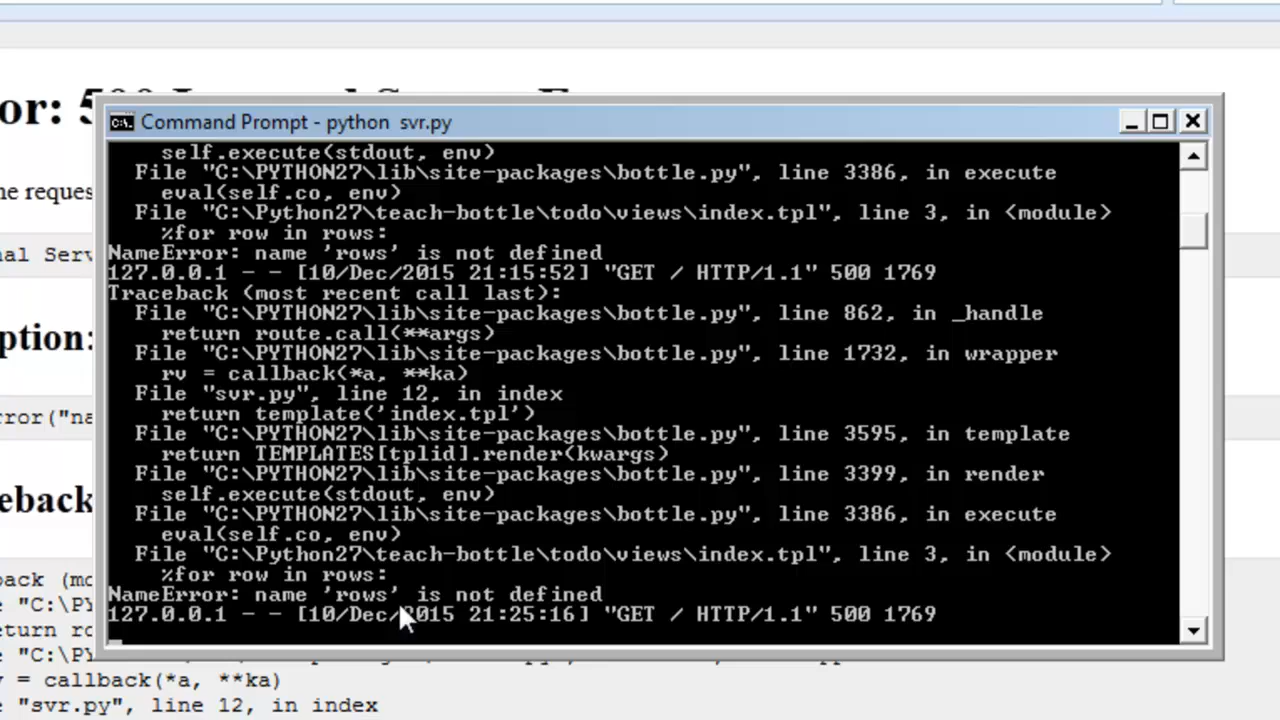 or: 5
Command Prompt - python  svr.py
self.execute(stdout, env)
File "C:\PYTHON27\lib\site-packages\bottle.py", line 3386, in execute
eval(self.co, env)
File "C:\Python27\teach-bottle\todo\views\index.tpl", line 3, in <module>
%for row in rows:
NameError: name 'rows' is not defined
127.0.0.1 - - [10/Dec/2015 21:15:52] "GET / HTTP/1.1" 500 1769
Traceback (most recent call last):
File "C:\PYTHON27\lib\site-packages\bottle.py", line 862, in _handle
return route.call(**args)
File "C:\PYTHON27\lib\site-packages\bottle.py", line 1732, in wrapper
rv = callback(*a, **ka)
File "svr.py", line 12, in index
return template('index.tpl')
File "C:\PYTHON27\lib\site-packages\bottle.py", line 3595, in template
return TEMPLATES[tplid].render(kwargs)
File "C:\PYTHON27\lib\site-packages\bottle.py", line 3399, in render
self.execute(stdout, env)
File "C:\PYTHON27\lib\site-packages\bottle.py", line 3386, in execute
eval(self.co, env)
File "C:\Python27\teach-bottle\todo\views\index.tpl", line 3, in <module>
%for row in rows:
NameError: name 'rows' is not defined
127.0.0.1 - - [10/Dec/2015 21:25:16] "GET / HTTP/1.1" 500 1769
ne reques
nal Serv
ption:
rror("na
eback
back (mo
e "C:\PY
eturn ro
e "C:\PY
v = callback(*a, **ka)
e "svr.py", line 12, in index